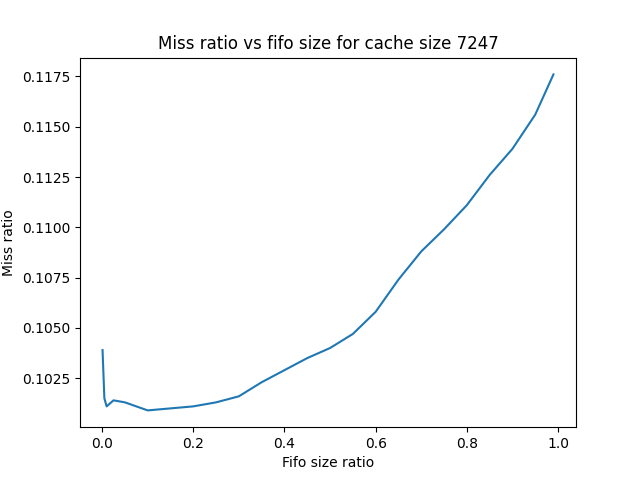 Miss ratio vs fifo size for cache size 7247
0.1175
0.1150
0.1125
0.1100
0.1075
0.1050
0.1025
Miss ratio
0.0 0.2 0.4 0.6 0.8 1.0
Fifo size ratio